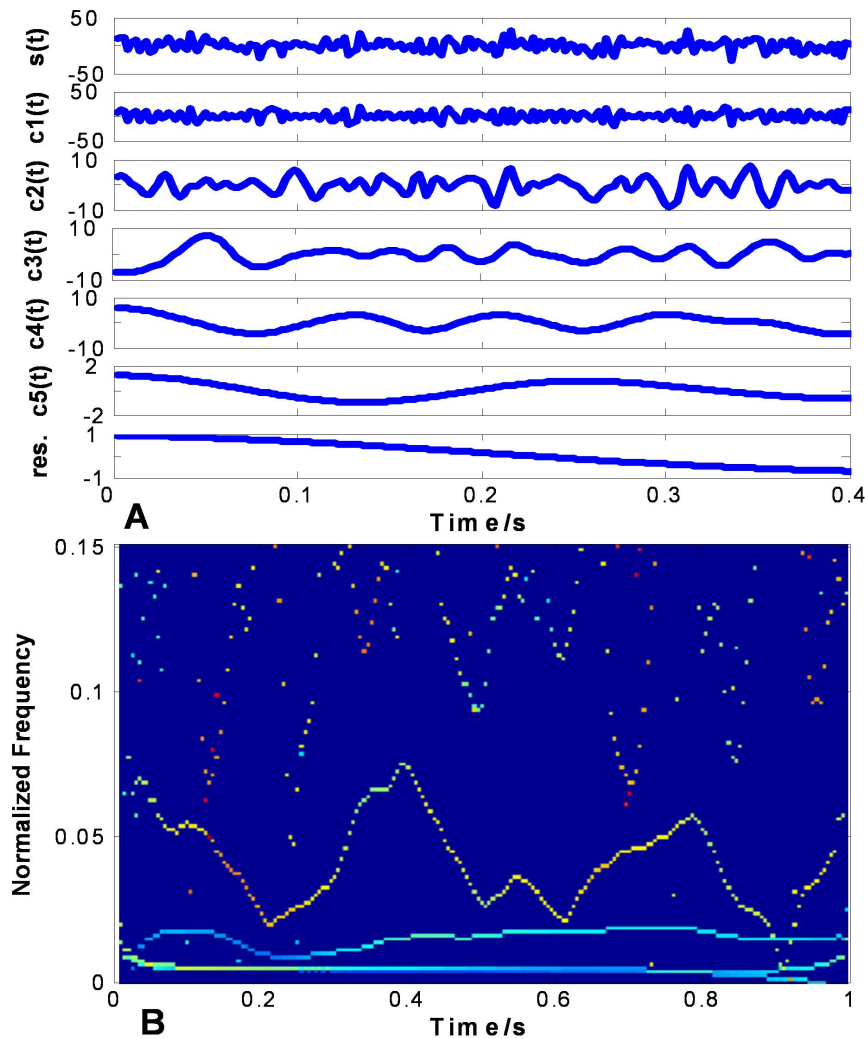 50
s(t)
-50
50
c1(t)
-50
10
c2(t)
-10
10
c3(t)
-10
10
c4(t)
-10
2
c5(t)
-2
1
res.
-1
0 0.1 0.2 0.3 0.4
A Time/s
0.15
0.1
Normalized Frequency
0.05
0
0 0.2 0.4 0.6 0.8 1
B Time/s